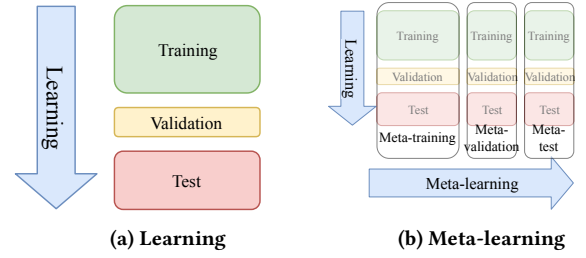 Learning
Training
Validation
Test
(a) Learning
Learning
Training Training Training
Validation Validation Validation
Test Test Test
Meta-training
Meta-
validation
Meta-
test
Meta-learning
(b) Meta-learning